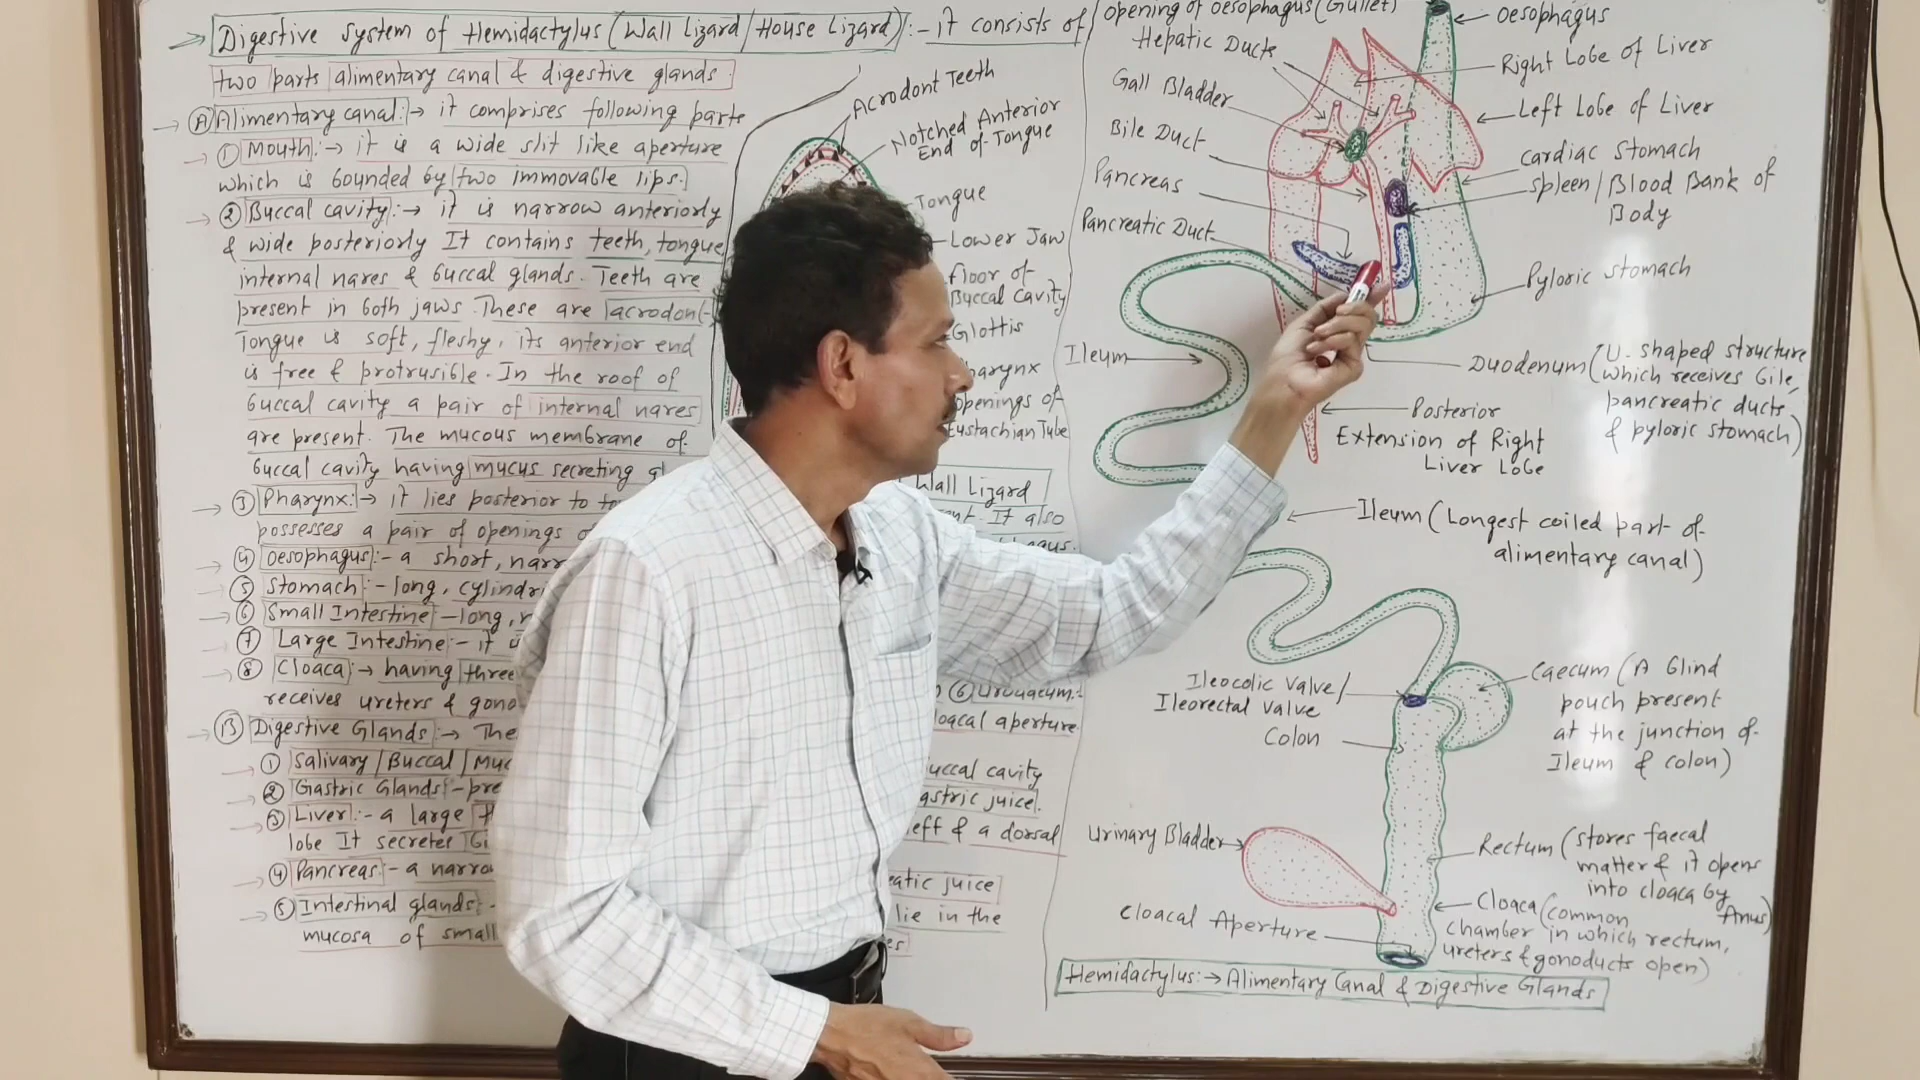 Digestive System of Hemidactylus (Wall Lizard/House Lizard):- it consists of
two parts alimentary canal & digestive glands.
(A) Alimentary canal:→ it comprises following parts
① Mouth:→ it is a wide slit like aperture
which is bounded by two immovable lips.
② Buccal cavity:→ it is narrow anteriorly
& wide posteriorly It contains teeth, tongue
internal nares & buccal glands. Teeth are
present in both jaws. These are acrodon
Tongue is soft, fleshy, its anterior end
is free & protrusible. In the roof of
buccal cavity a pair of internal nares
are present. The mucous membrane of
buccal cavity having mucus secreting gl
③ Pharynx:→ it lies posterior to to
possesses a pair of openings o
④ Oesophagus:- a short, narr
⑤ Stomach:- long, cylindri
⑥ Small Intestine - long,
⑦ Large Intestine:- it
⑧ Cloaca:→ having three
receives ureters & gono
(B) Digestive Glands:→ The
① Salivary/Buccal/Muc
② Gastric Glands - pre
③ Liver:- a large
lobe It secretes
④ Pancreas:- a narro
⑤ Intestinal glands:-
mucosa of small
Acrodont Teeth
Notched Anterior
End of Tongue
Tongue
Lower Jaw
Floor of
Buccal Cavity
Glottis
harynx
openings of
Eustachian Tube
Wall Lizard
It also
loacal aperture
uccal cavity
gastric juice.
eft & a dorsal
eatic juice
lie in the
opening of oesophagus (Gullet)
Hepatic Ducts
Gall Bladder
Bile Duct
Pancreas
Pancreatic Duct
Ileum
Oesophagus
Right Lobe of Liver
Left Lobe of Liver
Cardiac Stomach
Spleen/Blood Bank of
Body
Pyloric Stomach
Duodenum (U-shaped structure
which receives bile,
pancreatic ducts
& pyloric stomach)
Posterior
Extension of Right
Liver Lobe
Ileum (Longest coiled part of
alimentary canal)
Ileocolic Valve/
Ileorectal Valve
Colon
Caecum (A Blind
pouch present
at the junction of
Ileum & colon)
Urinary Bladder
Rectum (stores faecal
matter & it opens
into cloaca by
Anus)
Cloacal Aperture
Cloaca (common
chamber in which rectum,
ureters & gonoducts open)
Hemidactylus:→ Alimentary Canal & Digestive Glands